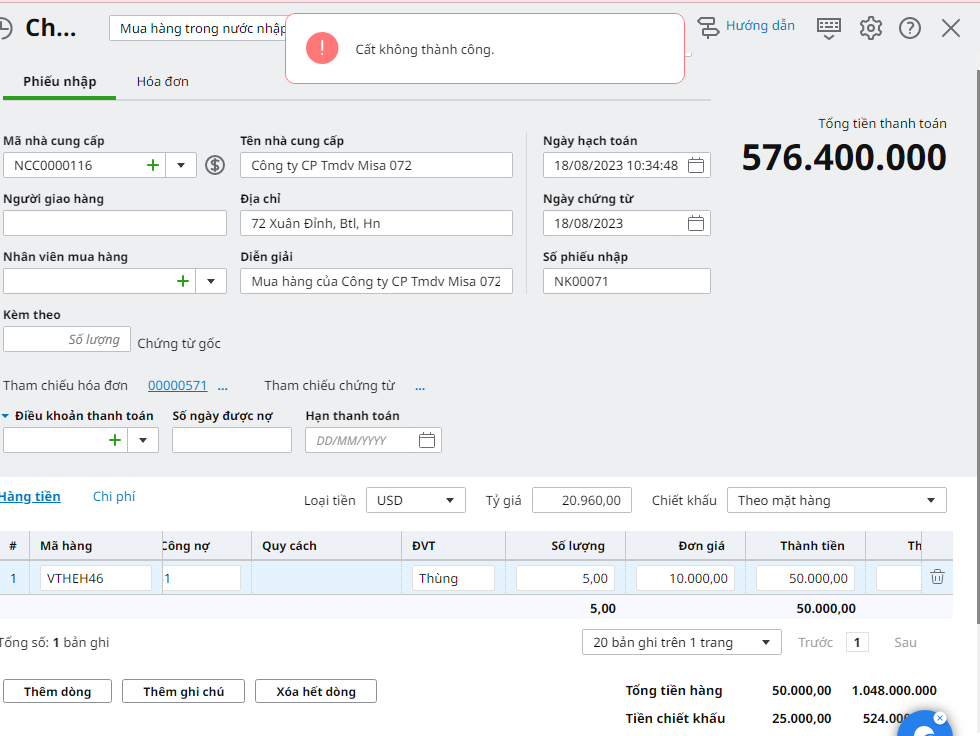 Ch...
Mua hàng trong nước nhập
Cất không thành công.
Hướng dẫn
Phiếu nhập
Hóa đơn
Tổng tiền thanh toán
576.400.000
Mã nhà cung cấp
Tên nhà cung cấp
Ngày hạch toán
NCC0000116
Công ty CP Tmdv Misa 072
18/08/2023 10:34:48
Người giao hàng
Địa chỉ
Ngày chứng từ
72 Xuân Đỉnh, Btl, Hn
18/08/2023
Nhân viên mua hàng
Diễn giải
Số phiếu nhập
Mua hàng của Công ty CP Tmdv Misa 072
NK00071
Kèm theo
Số lượng
Chứng từ gốc
Tham chiếu hóa đơn 00000571 ...
Tham chiếu chứng từ ...
Điều khoản thanh toán
Số ngày được nợ
Hạn thanh toán
DD/MM/YYYY
Hàng tiền
Chi phí
Loại tiền
USD
Tỷ giá
20.960,00
Chiết khấu
Theo mặt hàng
# Mã hàng Công nợ Quy cách ĐVT Số lượng Đơn giá Thành tiền Th
1 VTHEH46 1 Thùng 5,00 10.000,00 50.000,00
5,00 50.000,00
Tổng số: 1 bản ghi
20 bản ghi trên 1 trang
Trước 1 Sau
Thêm dòng
Thêm ghi chú
Xóa hết dòng
Tổng tiền hàng 50.000,00 1.048.000.000
Tiền chiết khấu 25.000,00 524.00